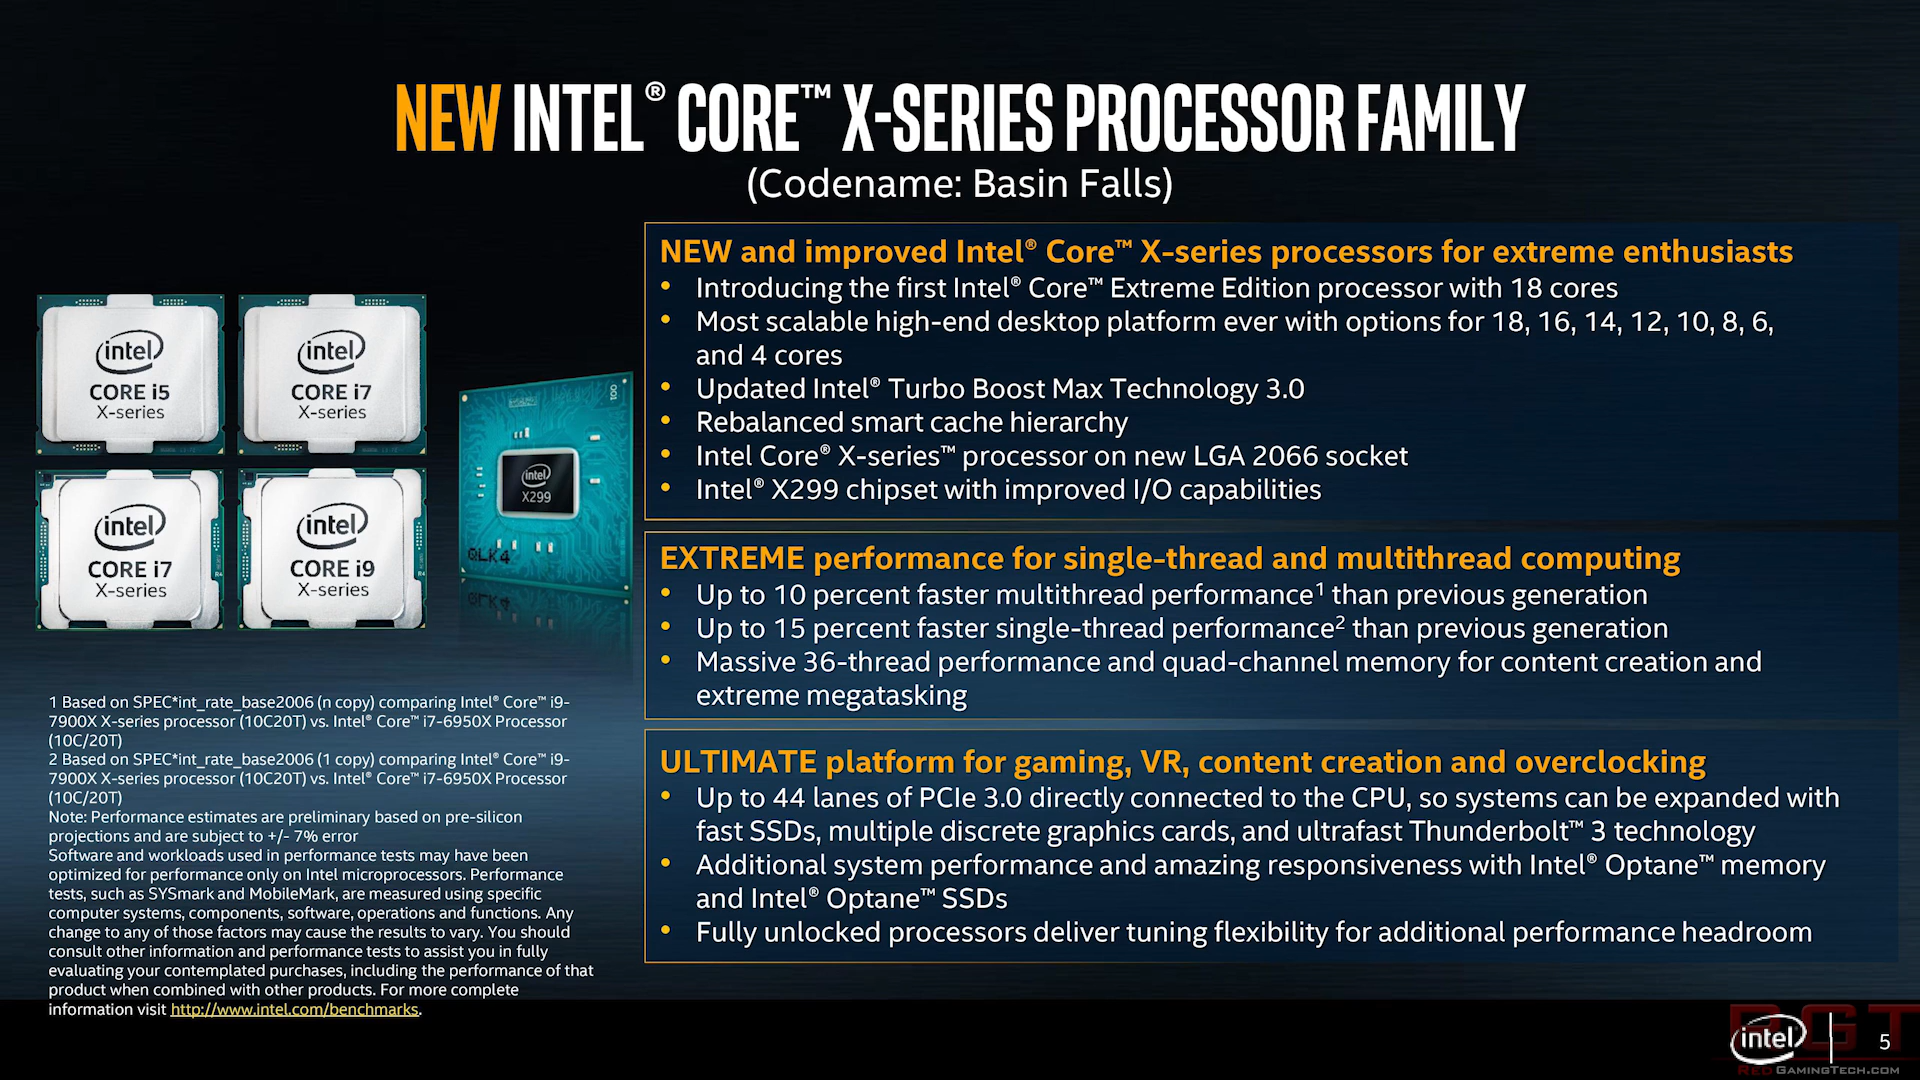 NEW INTEL® CORE™ X-SERIES PROCESSOR FAMILY
(Codename: Basin Falls)
intel
CORE i5
X-series
intel
CORE i7
X-series
intel
CORE i7
X-series
intel
CORE i9
X-series
intel
X299
QLK4
NEW and improved Intel® Core™ X-series processors for extreme enthusiasts
• Introducing the first Intel® Core™ Extreme Edition processor with 18 cores
• Most scalable high-end desktop platform ever with options for 18, 16, 14, 12, 10, 8, 6,
and 4 cores
• Updated Intel® Turbo Boost Max Technology 3.0
• Rebalanced smart cache hierarchy
• Intel Core® X-series™ processor on new LGA 2066 socket
• Intel® X299 chipset with improved I/O capabilities
EXTREME performance for single-thread and multithread computing
• Up to 10 percent faster multithread performance¹ than previous generation
• Up to 15 percent faster single-thread performance² than previous generation
• Massive 36-thread performance and quad-channel memory for content creation and
extreme megatasking
ULTIMATE platform for gaming, VR, content creation and overclocking
• Up to 44 lanes of PCIe 3.0 directly connected to the CPU, so systems can be expanded with
fast SSDs, multiple discrete graphics cards, and ultrafast Thunderbolt™ 3 technology
• Additional system performance and amazing responsiveness with Intel® Optane™ memory
and Intel® Optane™ SSDs
• Fully unlocked processors deliver tuning flexibility for additional performance headroom
1 Based on SPEC*int_rate_base2006 (n copy) comparing Intel® Core™ i9-
7900X X-series processor (10C20T) vs. Intel® Core™ i7-6950X Processor
(10C/20T)
2 Based on SPEC*int_rate_base2006 (1 copy) comparing Intel® Core™ i9-
7900X X-series processor (10C20T) vs. Intel® Core™ i7-6950X Processor
(10C/20T)
Note: Performance estimates are preliminary based on pre-silicon
projections and are subject to +/- 7% error
Software and workloads used in performance tests may have been
optimized for performance only on Intel microprocessors. Performance
tests, such as SYSmark and MobileMark, are measured using specific
computer systems, components, software, operations and functions. Any
change to any of those factors may cause the results to vary. You should
consult other information and performance tests to assist you in fully
evaluating your contemplated purchases, including the performance of that
product when combined with other products. For more complete
information visit http://www.intel.com/benchmarks.
RGT
intel
5
RED GAMINGTECH.COM